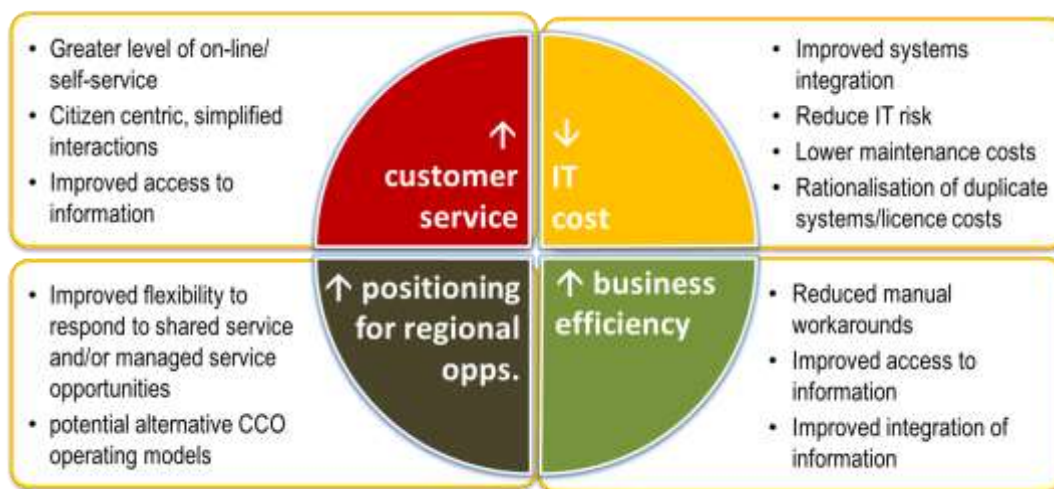 • Greater level of on-line/
self-service
• Citizen centric, simplified
interactions
• Improved access to
information
↑
customer
service
↓
IT
cost
• Improved systems
integration
• Reduce IT risk
• Lower maintenance costs
• Rationalisation of duplicate
systems/licence costs
• Improved flexibility to
respond to shared service
and/or managed service
opportunities
• potential alternative CCO
operating models
↑ positioning
for regional
opps.
↑ business
efficiency
• Reduced manual
workarounds
• Improved access to
information
• Improved integration of
information